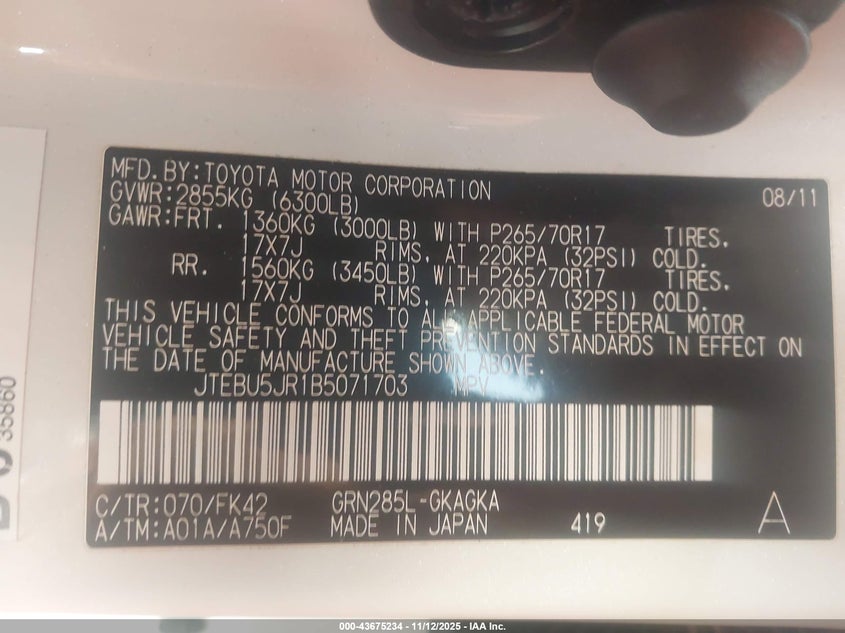 MFD.BY:TOYOTA MOTOR CORPORATION 08/11
GVWR:2855KG (6300LB)
GAWR:FRT. 1360KG (3000LB) WITH P265/70R17 TIRES.
17X7J RIMS, AT 220KPA (32PSI) COLD.
RR. 1560KG (3450LB) WITH P265/70R17 TIRES.
17X7J RIMS, AT 220KPA (32PSI) COLD.
THIS VEHICLE CONFORMS TO ALL APPLICABLE FEDERAL MOTOR
VEHICLE SAFETY AND THEFT PREVENTION STANDARDS IN EFFECT ON
THE DATE OF MANUFACTURE SHOWN ABOVE.
JTEBU5JR1B5071703 MPV
C/TR:070/FK42 GRN285L-GKAGKA
A/TM:A01A/A750F MADE IN JAPAN 419 A
35860
000-43675234 - 11/12/2025 - IAA Inc.